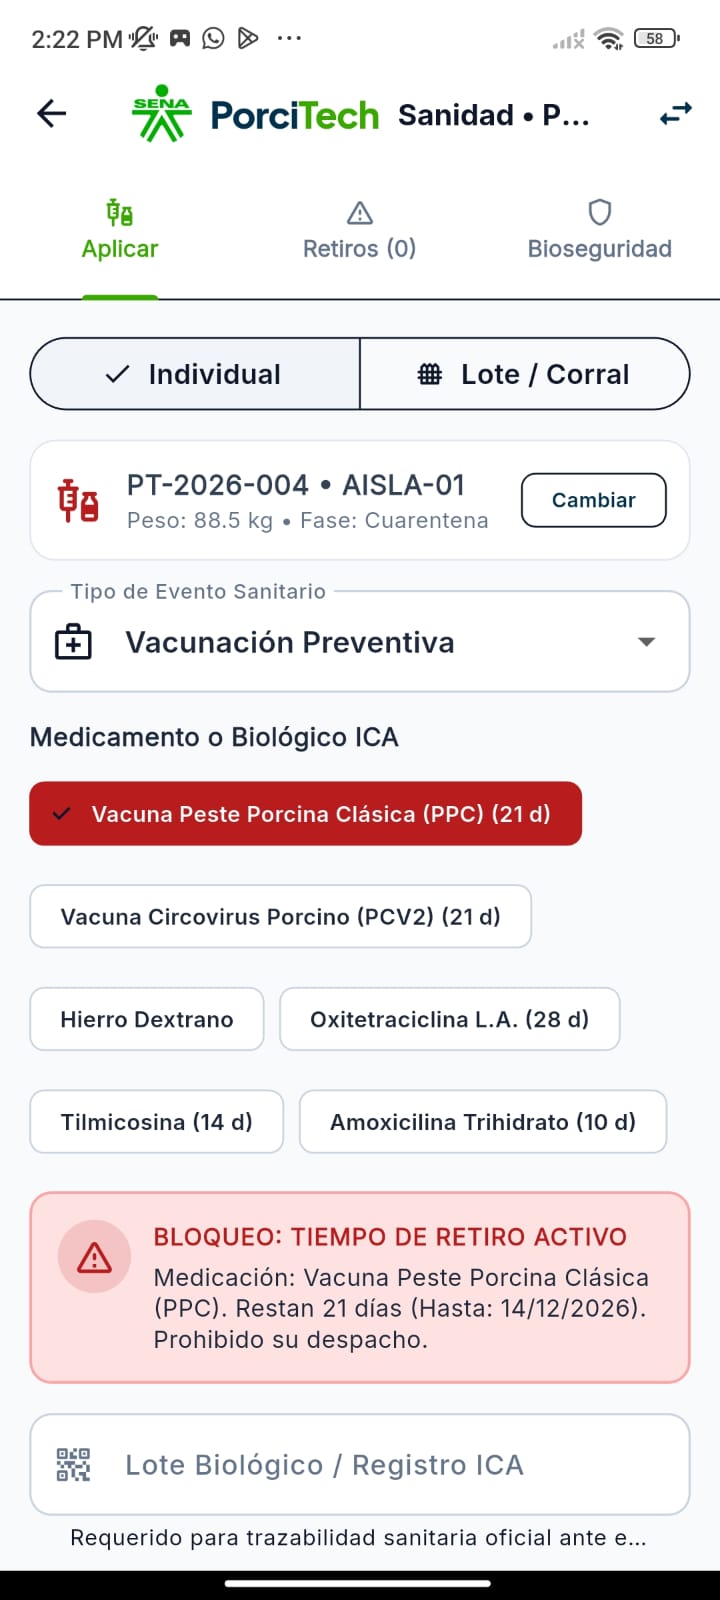 2:22 PM
58
SENA
PorciTech Sanidad • P...
Aplicar
Retiros (0)
Bioseguridad
Individual
Lote / Corral
PT-2026-004 • AISLA-01
Peso: 88.5 kg • Fase: Cuarentena
Cambiar
Tipo de Evento Sanitario
Vacunación Preventiva
Medicamento o Biológico ICA
Vacuna Peste Porcina Clásica (PPC) (21 d)
Vacuna Circovirus Porcino (PCV2) (21 d)
Hierro Dextrano
Oxitetraciclina L.A. (28 d)
Tilmicosina (14 d)
Amoxicilina Trihidrato (10 d)
BLOQUEO: TIEMPO DE RETIRO ACTIVO
Medicación: Vacuna Peste Porcina Clásica
(PPC). Restan 21 días (Hasta: 14/12/2026).
Prohibido su despacho.
Lote Biológico / Registro ICA
Requerido para trazabilidad sanitaria oficial ante e...